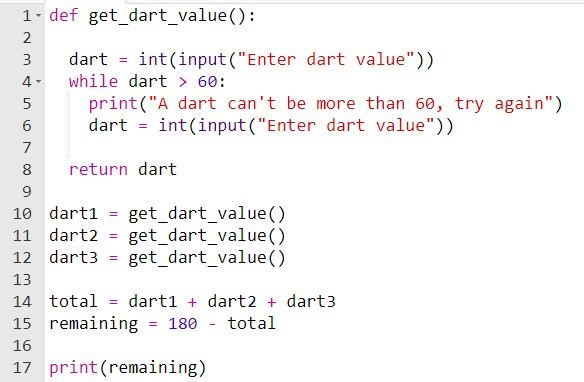 1 def get_dart_value():
2
3   dart = int(input("Enter dart value"))
4   while dart > 60:
5     print("A dart can't be more than 60, try again")
6     dart = int(input("Enter dart value"))
7
8   return dart
9
10 dart1 = get_dart_value()
11 dart2 = get_dart_value()
12 dart3 = get_dart_value()
13
14 total = dart1 + dart2 + dart3
15 remaining = 180 - total
16
17 print(remaining)